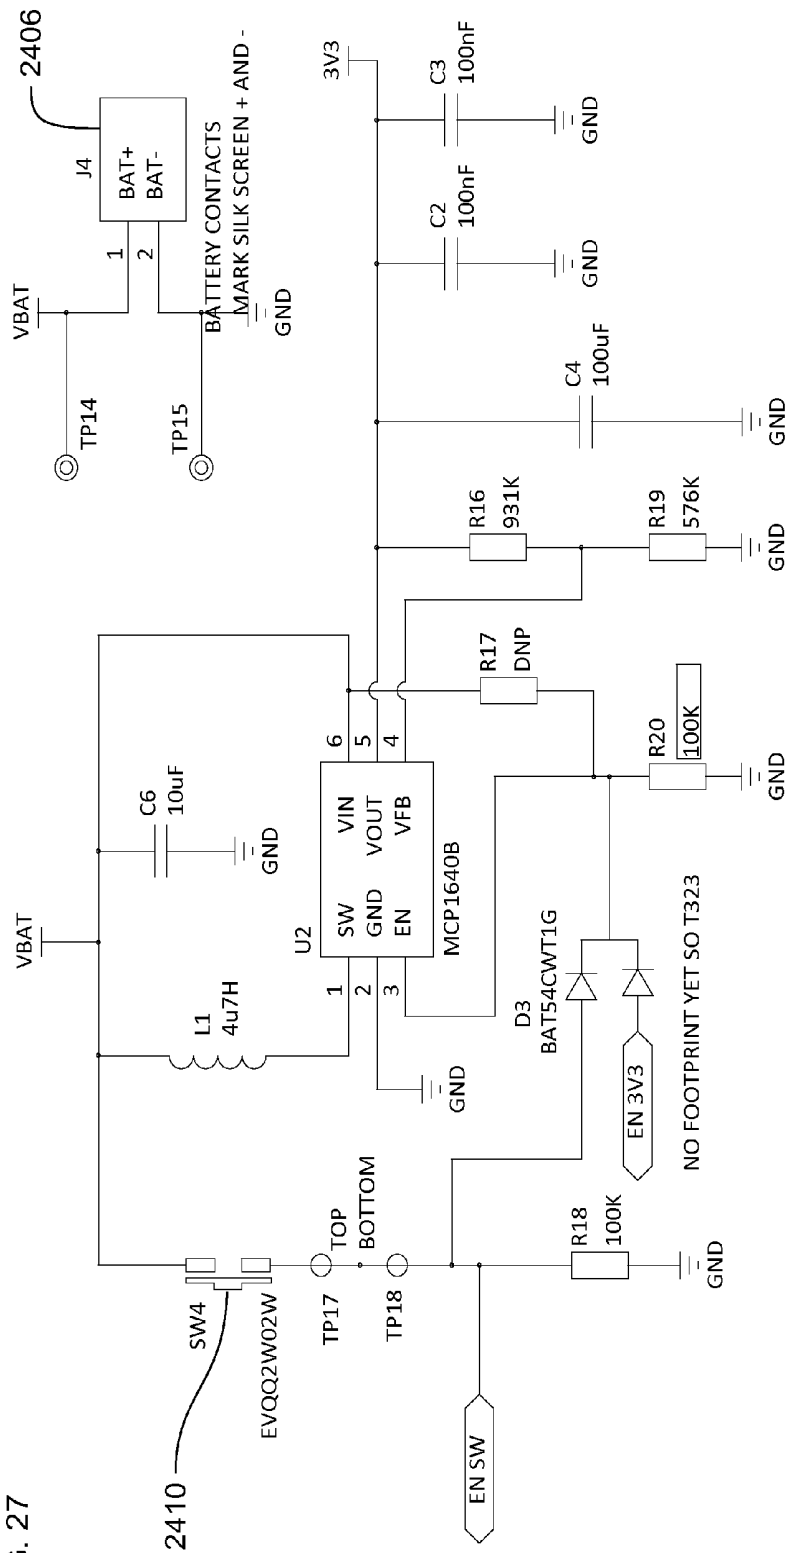 G. 27
2410
SW4
EVQQ2W02W
TP17
TOP
BOTTOM
TP18
EN SW
R18
100K
GND
VBAT
L1
4u7H
C6
10uF
GND
U2
1
2
3
SW
GND
EN
VIN
VOUT
VFB
6
5
4
MCP1640B
GND
D3
BAT54CWT1G
EN 3V3
NO FOOTPRINT YET SO T323
R17
DNP
R20
100K
GND
R16
931K
R19
576K
GND
C4
100uF
GND
C2
100nF
GND
C3
100nF
GND
3V3
VBAT
TP14
TP15
GND
1
2
J4
BAT+
BAT-
2406
BATTERY CONTACTS
MARK SILK SCREEN + AND -